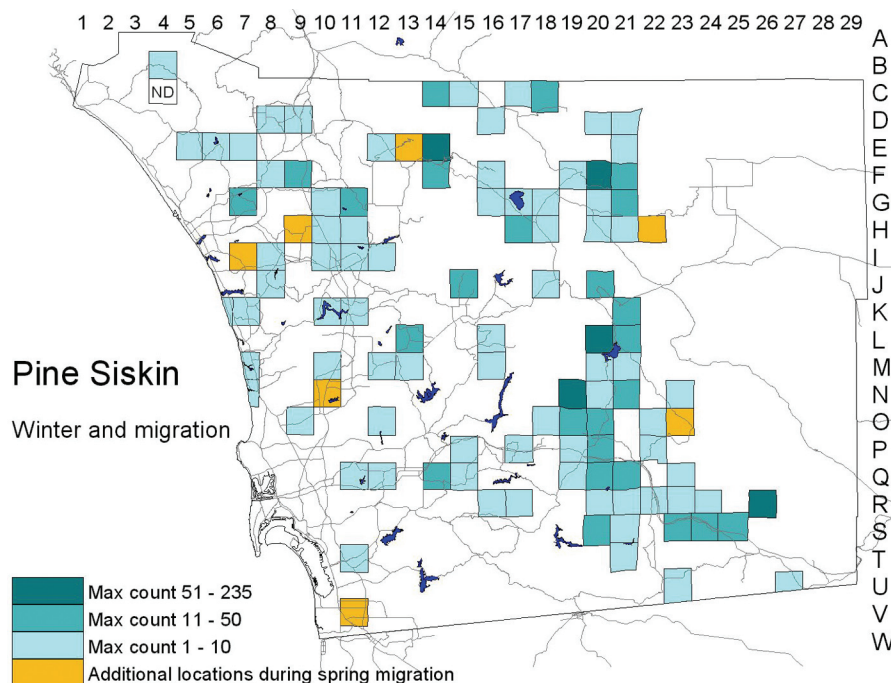 1 2 3 4 5 6 7 8 9 10 11 12 13 14 15 16 17 18 19 20 21 22 23 24 25 26 27 28 29
A
B
ND
C
D
E
F
G
H
I
J
K
L
M
N
O
P
Q
R
S
T
U
V
W
Pine Siskin
Winter and migration
Max count 51 - 235
Max count 11 - 50
Max count 1 - 10
Additional locations during spring migration